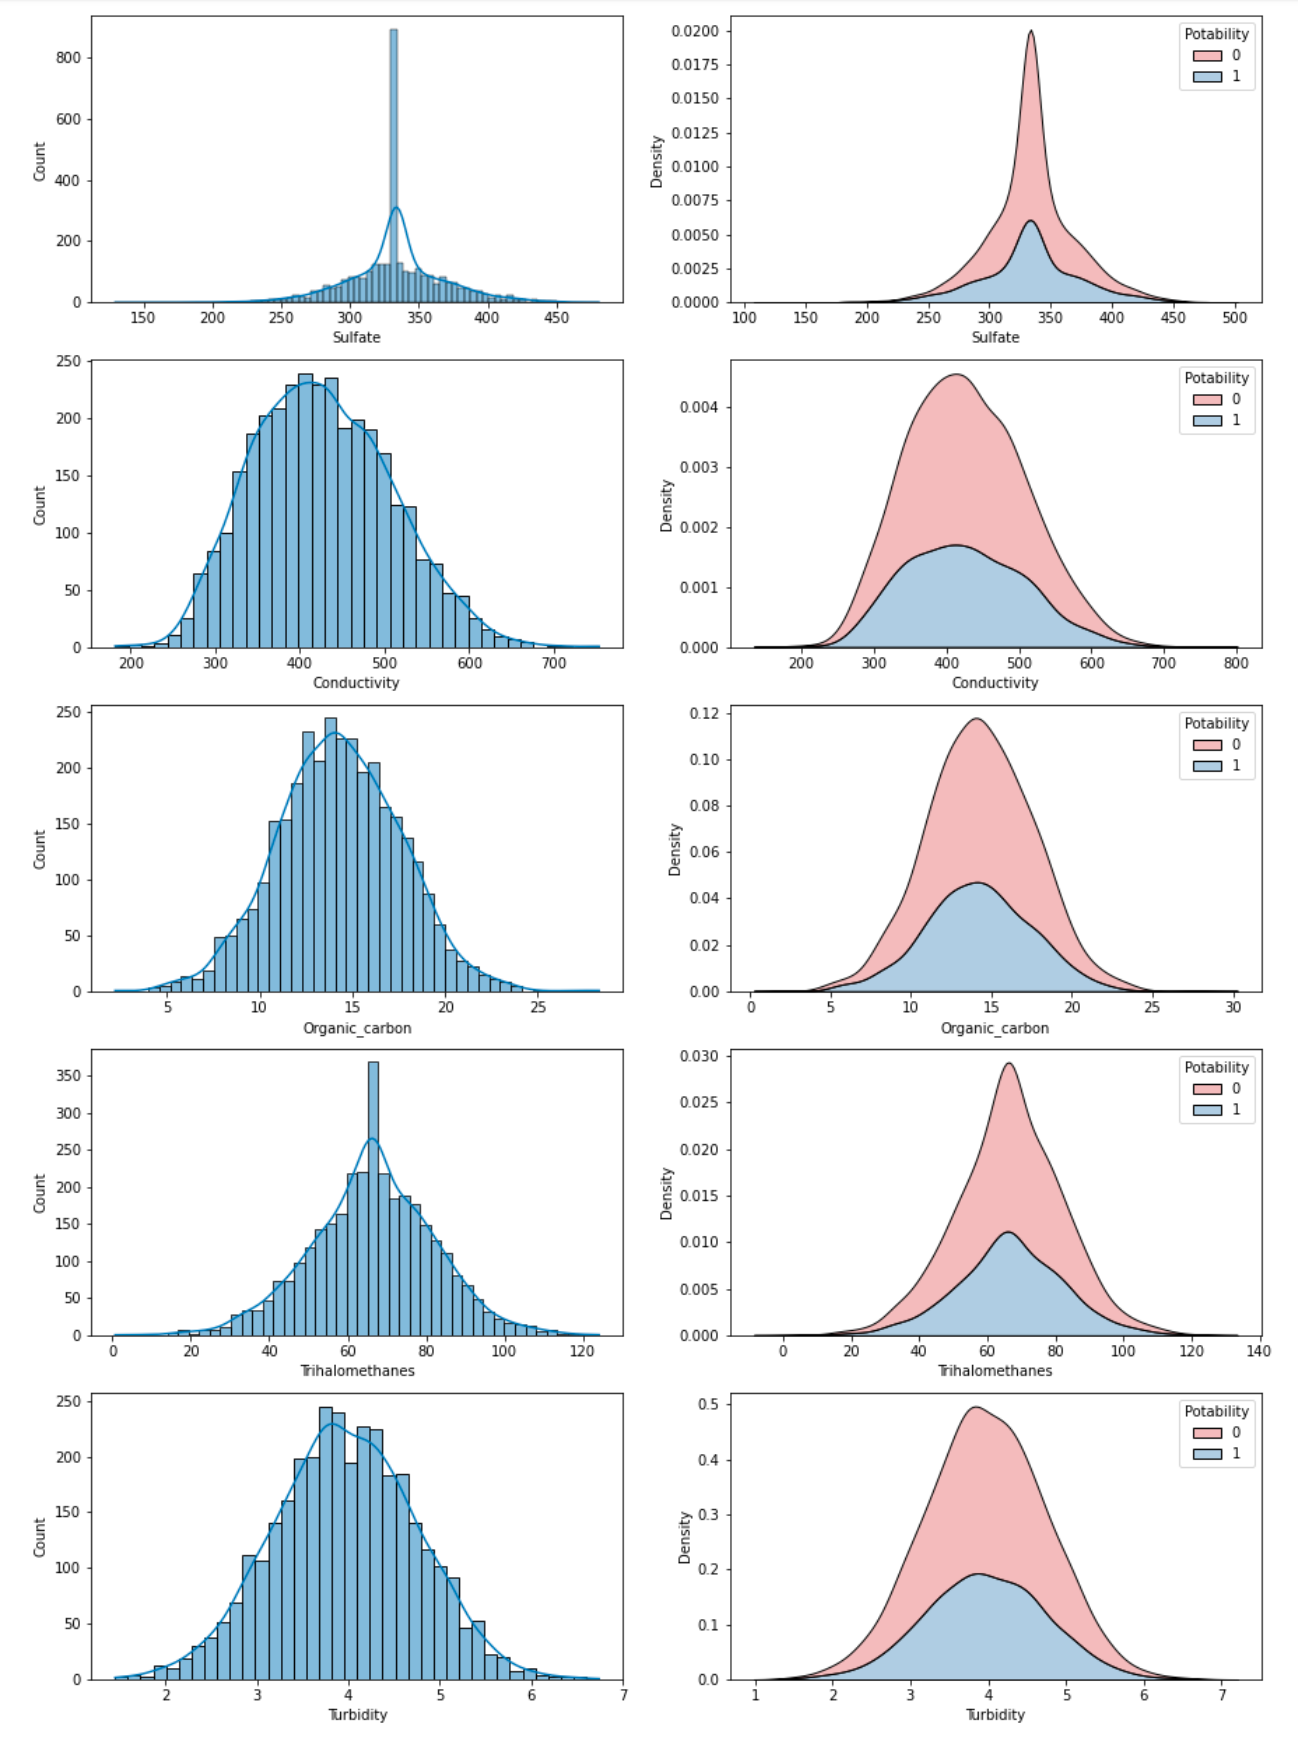 800
600
400
200
0
Count
150 200 250 300 350 400 450
Sulfate
0.0200
0.0175
0.0150
0.0125
0.0100
0.0075
0.0050
0.0025
0.0000
Density
100 150 200 250 300 350 400 450 500
Sulfate
Potability
0
1
250
200
150
100
50
0
Count
200 300 400 500 600 700
Conductivity
0.004
0.003
0.002
0.001
0.000
Density
200 300 400 500 600 700 800
Conductivity
Potability
0
1
250
200
150
100
50
0
Count
5 10 15 20 25
Organic_carbon
0.12
0.10
0.08
0.06
0.04
0.02
0.00
Density
0 5 10 15 20 25 30
Organic_carbon
Potability
0
1
350
300
250
200
150
100
50
0
Count
0 20 40 60 80 100 120
Trihalomethanes
0.030
0.025
0.020
0.015
0.010
0.005
0.000
Density
0 20 40 60 80 100 120 140
Trihalomethanes
Potability
0
1
250
200
150
100
50
0
Count
2 3 4 5 6 7
Turbidity
0.5
0.4
0.3
0.2
0.1
0.0
Density
1 2 3 4 5 6 7
Turbidity
Potability
0
1